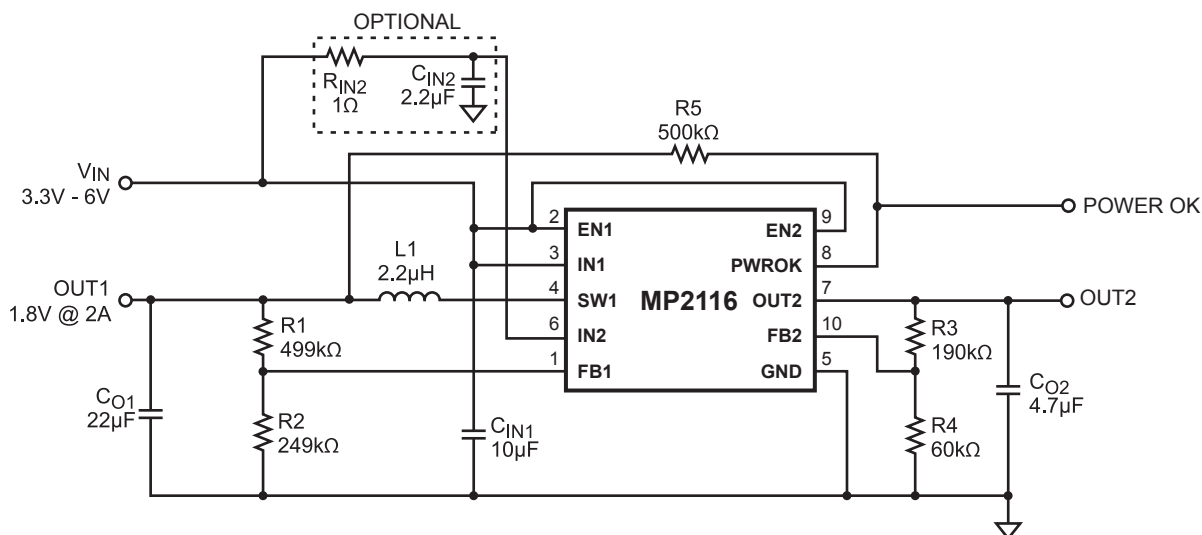 OPTIONAL
RIN2
1Ω
CIN2
2.2µF
R5
500kΩ
VIN
3.3V - 6V
POWER OK
L1
2.2µH
OUT1
1.8V @ 2A
2
EN1
3
IN1
4
SW1
6
IN2
1
FB1
MP2116
9
EN2
8
PWROK
7
OUT2
10
FB2
5
GND
OUT2
R1
499kΩ
R3
190kΩ
CO1
22µF
R2
249kΩ
CIN1
10µF
R4
60kΩ
CO2
4.7µF